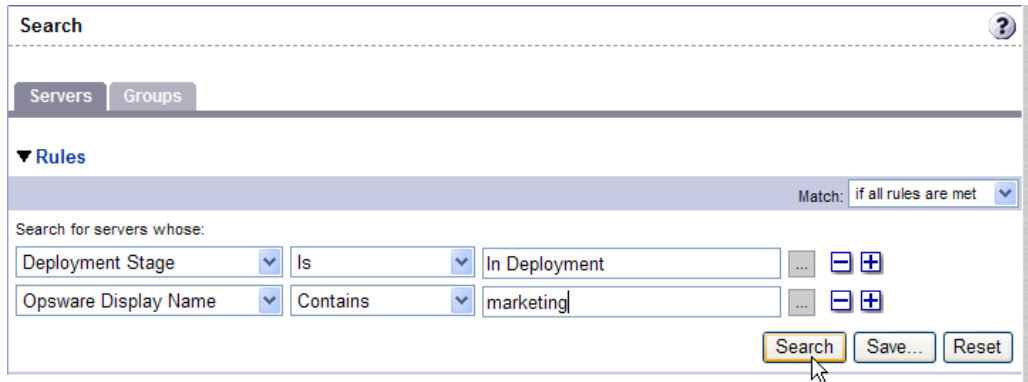 Search ?
Servers Groups
Rules
Match: if all rules are met
Search for servers whose:
Deployment Stage Is In Deployment ... - +
Opsware Display Name Contains marketing ... - +
Search Save... Reset